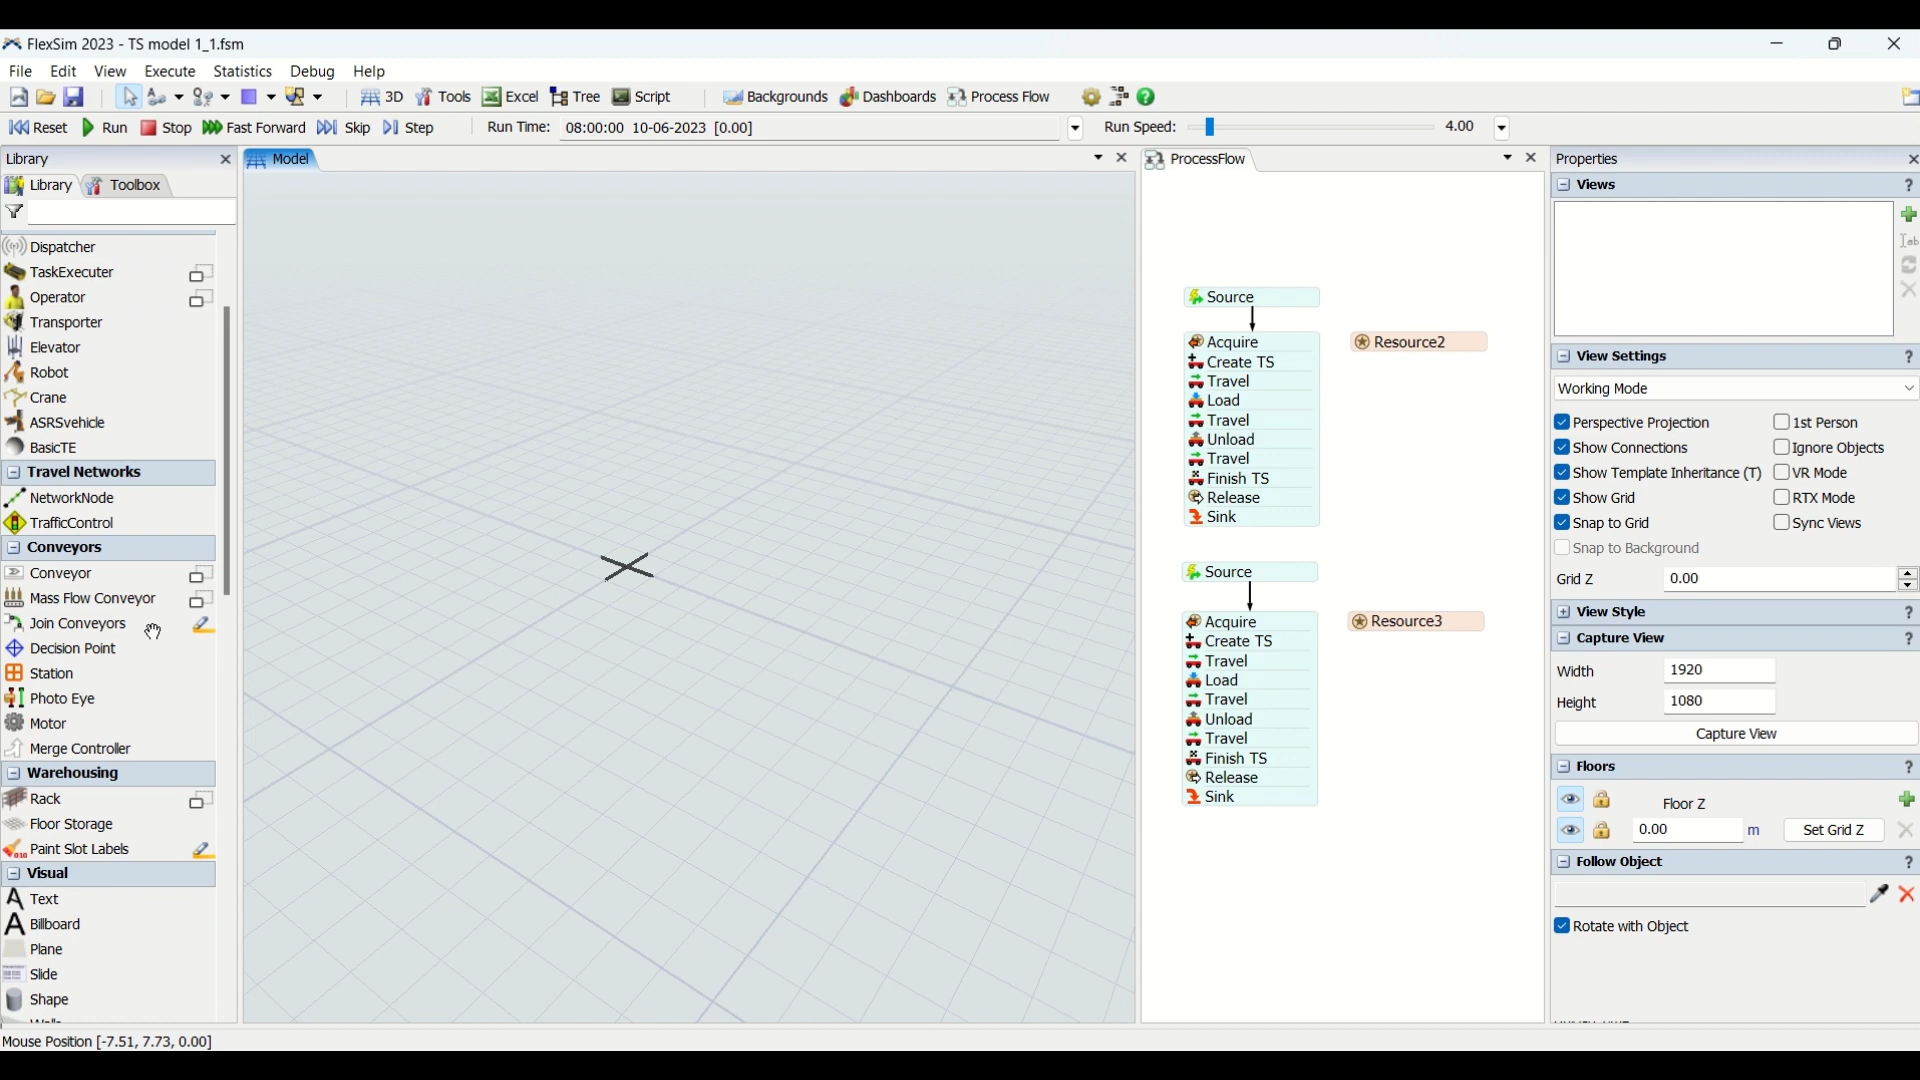 FlexSim 2023 - TS model 1_1.fsm
File Edit View Execute Statistics Debug Help
3D Tools Excel Tree Script Backgrounds Dashboards Process Flow
Reset Run Stop Fast Forward Skip Step Run Time: 08:00:00 10-06-2023 [0.00] Run Speed: 4.00
Library
Library Toolbox
Dispatcher
TaskExecuter
Operator
Transporter
Elevator
Robot
Crane
ASRSvehicle
BasicTE
Travel Networks
NetworkNode
TrafficControl
Conveyors
Conveyor
Mass Flow Conveyor
Join Conveyors
Decision Point
Station
Photo Eye
Motor
Merge Controller
Warehousing
Rack
Floor Storage
Paint Slot Labels
Visual
A Text
A Billboard
Plane
Slide
Shape
Mouse Position [-7.51, 7.73, 0.00]
Model
ProcessFlow
Source
Acquire
Create TS
Travel
Load
Travel
Unload
Travel
Finish TS
Release
Sink
Resource2
Source
Acquire
Create TS
Travel
Load
Travel
Unload
Travel
Finish TS
Release
Sink
Resource3
Properties
Views
View Settings
Working Mode
Perspective Projection 1st Person
Show Connections Ignore Objects
Show Template Inheritance (T) VR Mode
Show Grid RTX Mode
Snap to Grid Sync Views
Snap to Background
Grid Z 0.00
View Style
Capture View
Width 1920
Height 1080
Capture View
Floors
Floor Z
0.00 m Set Grid Z
Follow Object
Rotate with Object